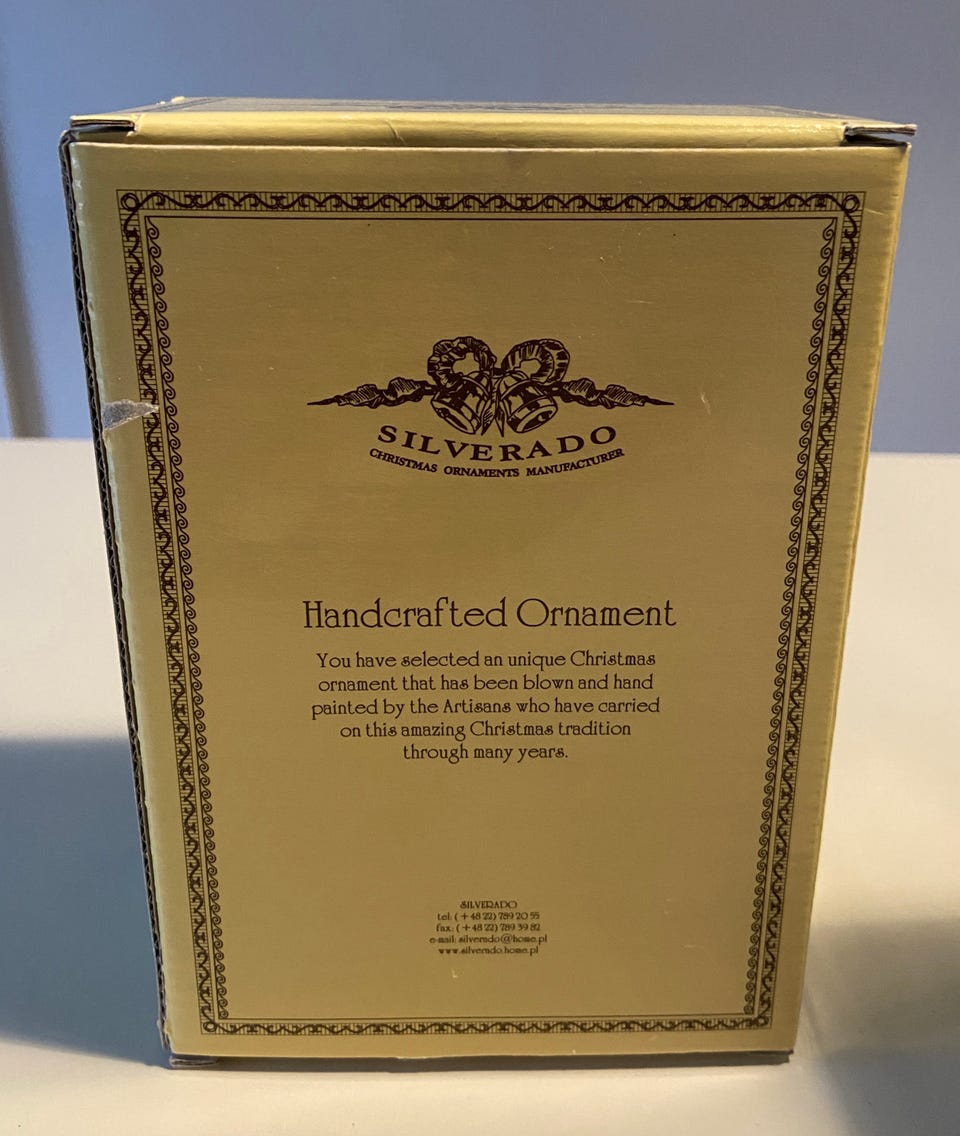 SILVERADO
CHRISTMAS ORNAMENTS MANUFACTURER
Handcrafted Ornament
You have selected an unique Christmas
ornament that has been blown and hand
painted by the Artisans who have carried
on this amazing Christmas tradition
through many years.
SILVERADO
tel: ( + 48 22) 789 20 55
fax: ( + 48 22) 789 39 82
e-mail: silverado@home.pl
www.silverado.home.pl